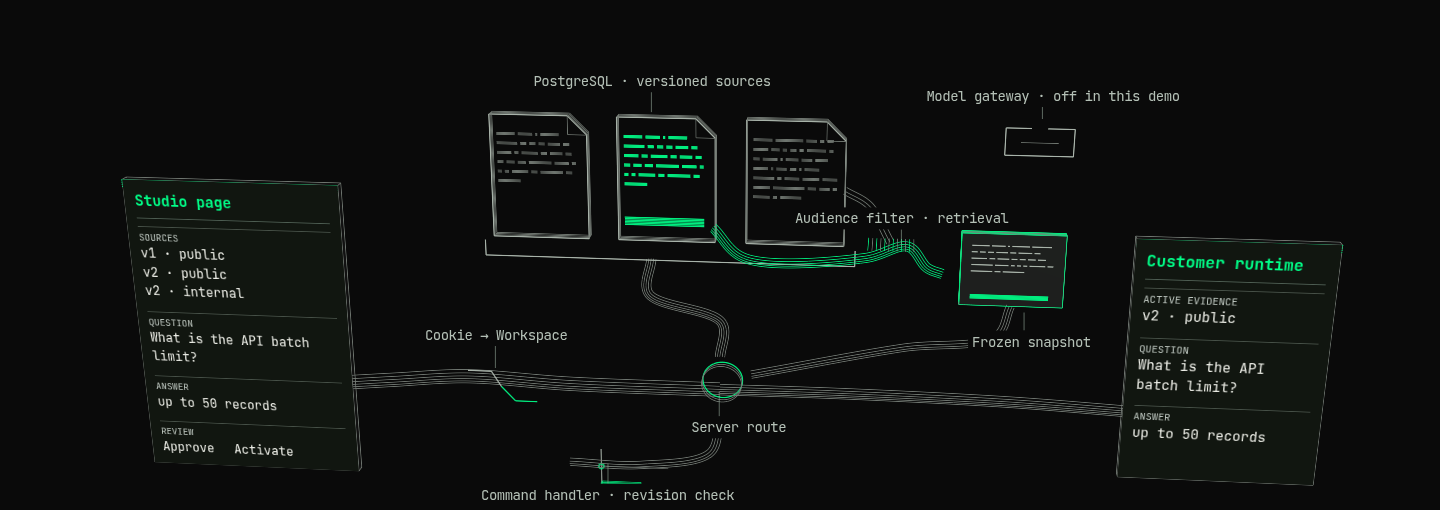 PostgreSQL · versioned sources
Model gateway · off in this demo
Audience filter · retrieval
Studio page
SOURCES
v1 · public
v2 · public
v2 · internal
QUESTION
What is the API batch
limit?
ANSWER
up to 50 records
REVIEW
Approve Activate
Cookie → Workspace
Server route
Command handler · revision check
Frozen snapshot
Customer runtime
ACTIVE EVIDENCE
v2 · public
QUESTION
What is the API
batch limit?
ANSWER
up to 50 records